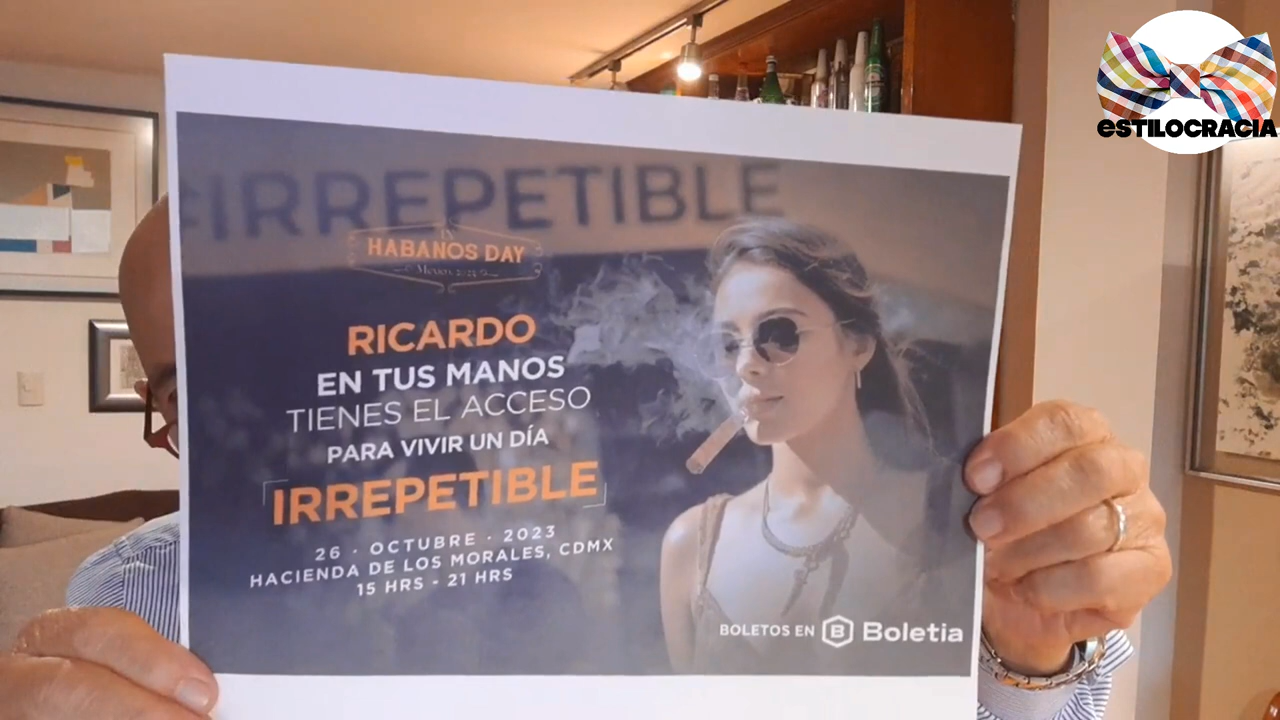 eSTILOCRACIA
#IRREPETIBLE
HABANOS DAY
RICARDO
EN TUS MANOS
TIENES EL ACCESO
PARA VIVIR UN DÍA
IRREPETIBLE
26 · OCTUBRE · 2023
HACIENDA DE LOS MORALES, CDMX
15 HRS - 21 HRS
BOLETOS EN B Boletia